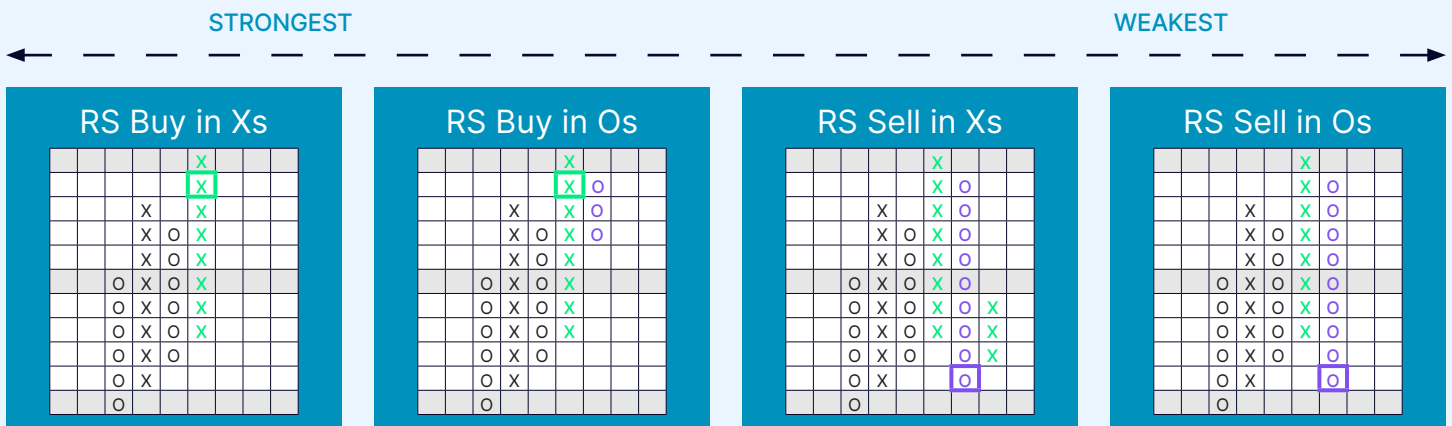 STRONGEST
WEAKEST
RS Buy in Xs
X
X
X X
X O X
X O X
O X O X
O X O X
O X O X
O X O
O X
O
RS Buy in Os
X
X O
X X O
X O X O
X O X
O X O X
O X O X
O X O X
O X O
O X
O
RS Sell in Xs
X
X O
X X O
X O X O
X O X O
O X O X O
O X O X O X
O X O X O X
O X O O X
O X O
O
RS Sell in Os
X
X O
X X O
X O X O
X O X O
O X O X O
O X O X O
O X O X O
O X O O
O X O
O